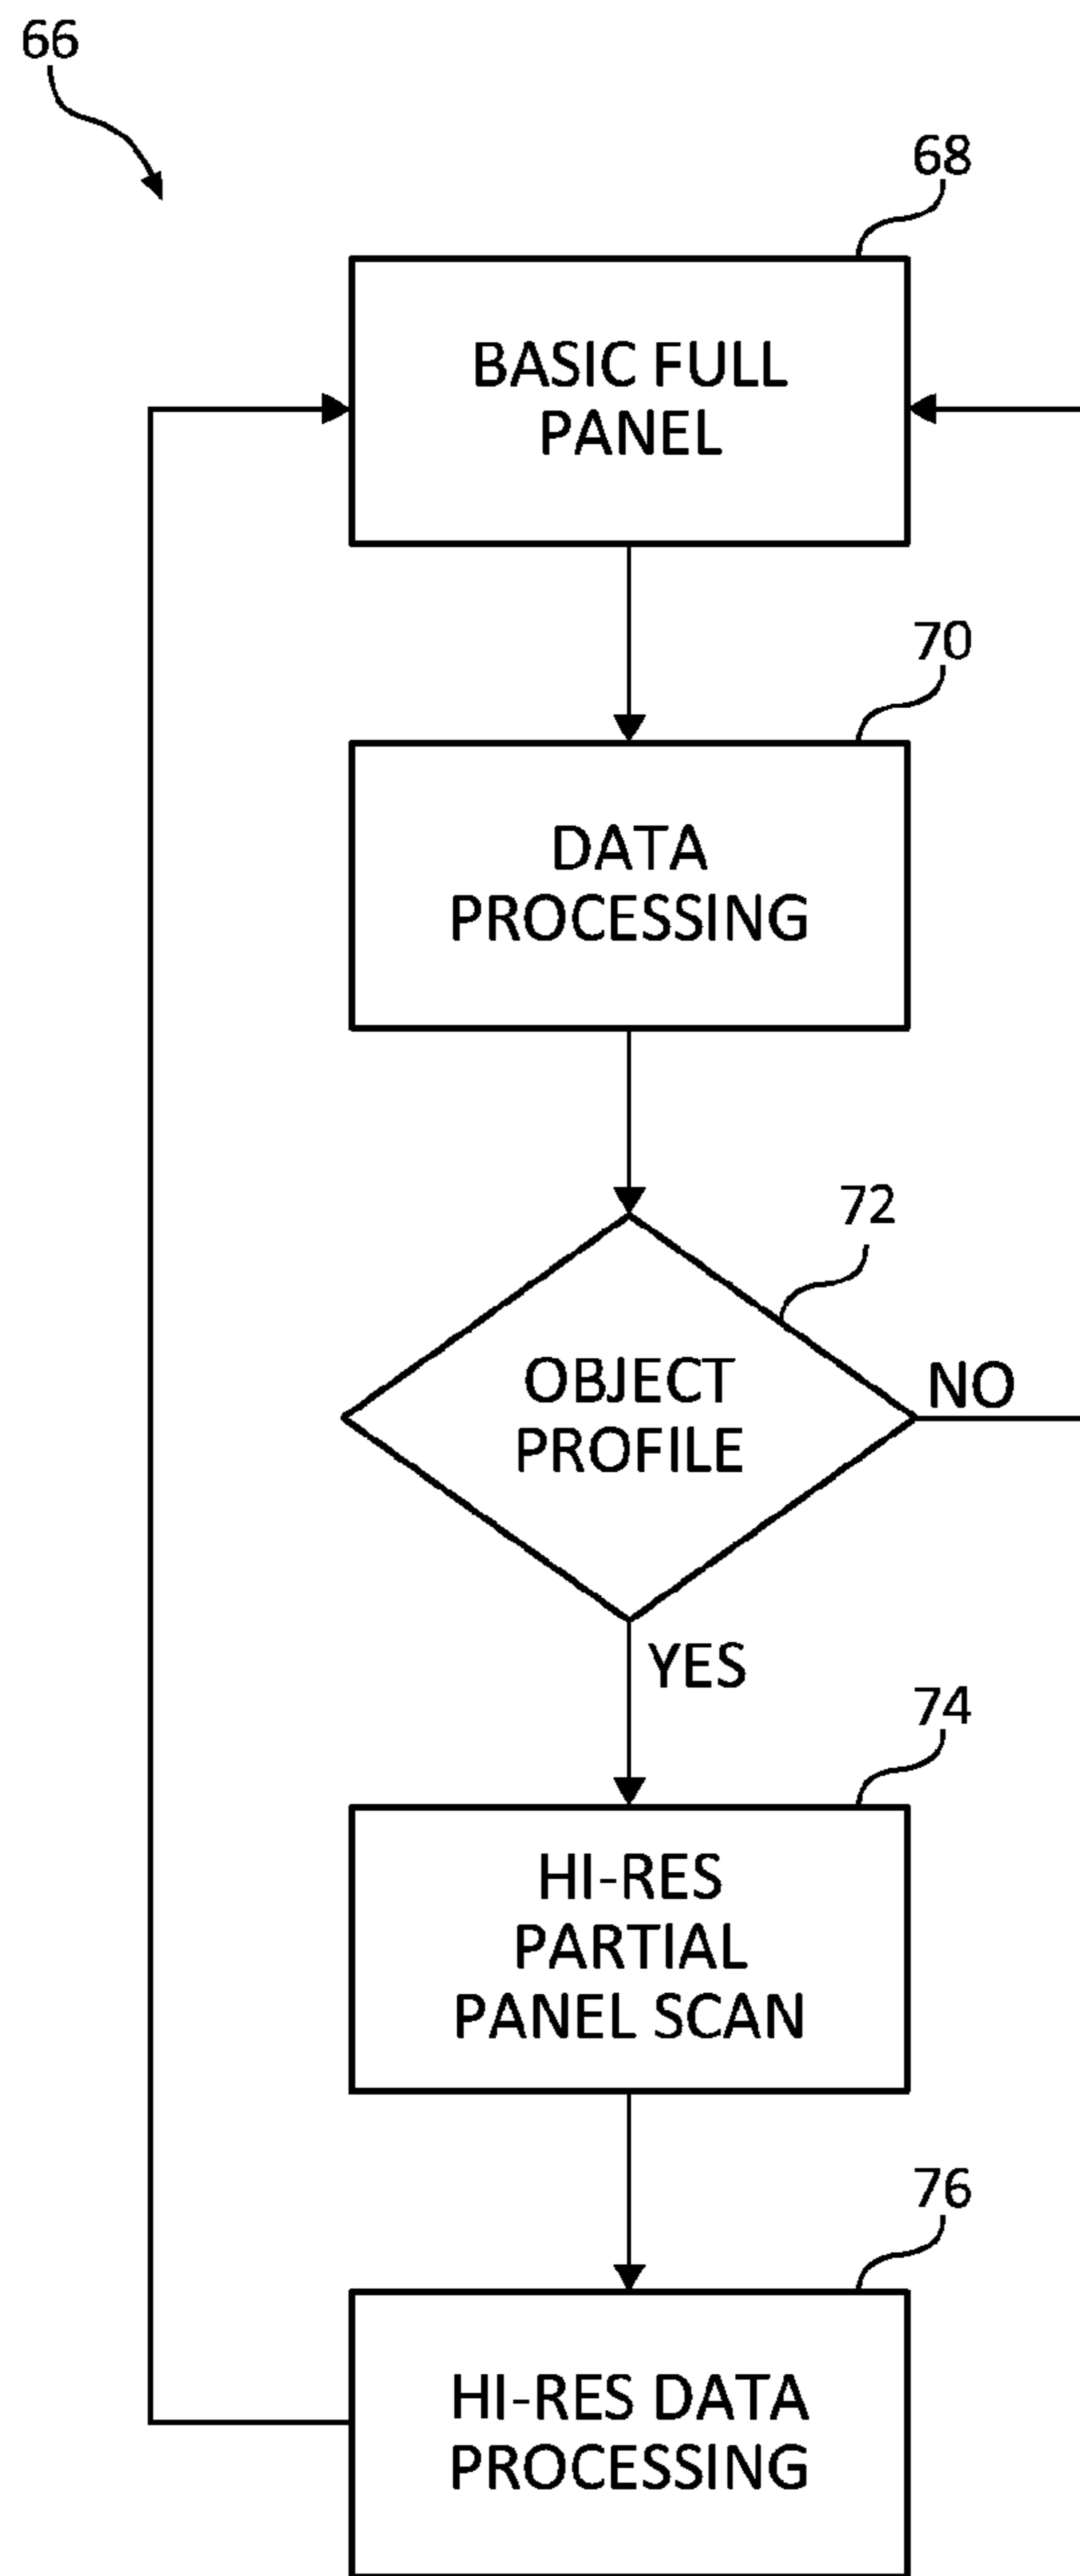 66
68
BASIC FULL
PANEL
70
DATA
PROCESSING
72
OBJECT
PROFILE
NO
YES
74
HI-RES
PARTIAL
PANEL SCAN
76
HI-RES DATA
PROCESSING